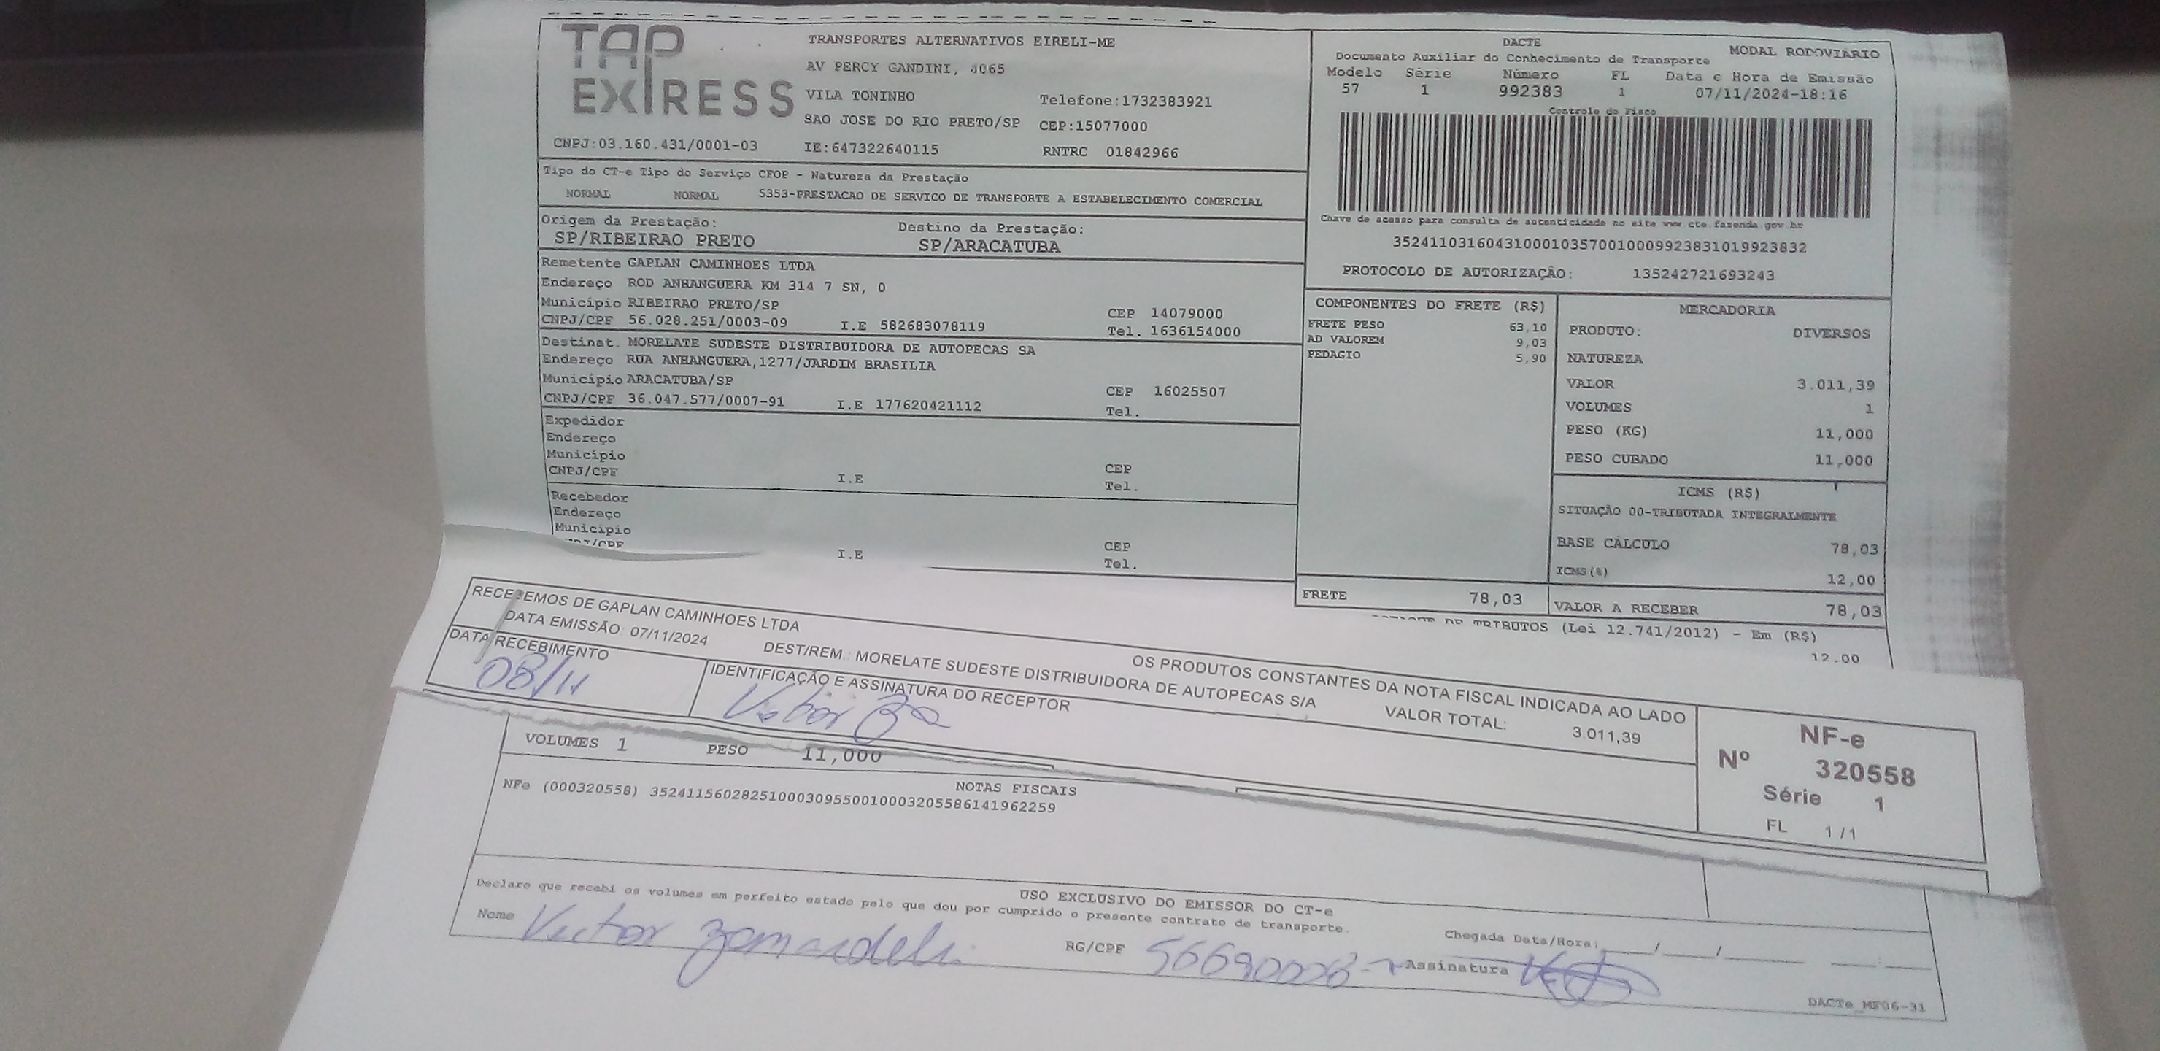 TAP EXPRESS
TRANSPORTES ALTERNATIVOS EIRELI-ME
AV PERCY GANDINI, 4065
VILA TONINHO Telefone:1732383921
SAO JOSE DO RIO PRETO/SP CEP:15077000
CNPJ:03.160.431/0001-03 IE:647322640115 RNTRC 01842966
Tipo do CT-e Tipo do Serviço CFOP - Natureza da Prestação
NORMAL NORMAL 5353-PRESTACAO DE SERVICO DE TRANSPORTE A ESTABELECIMENTO COMERCIAL
Origem da Prestação: Destino da Prestação:
SP/RIBEIRAO PRETO SP/ARACATUBA
Remetente GAPLAN CAMINHOES LTDA
Endereço ROD ANHANGUERA KM 314 7 SN, 0
Município RIBEIRAO PRETO/SP CEP 14079000
CNPJ/CPF 56.028.251/0003-09 I.E 582683078119 Tel. 1636154000
Destinat. MORELATE SUDESTE DISTRIBUIDORA DE AUTOPECAS SA
Endereço RUA ANHANGUERA,1277/JARDIM BRASILIA
Município ARACATUBA/SP CEP 16025507
CNPJ/CPF 36.047.577/0007-91 I.E 177620421112 Tel.
Expedidor
Endereço
Município CEP
CNPJ/CPF I.E Tel.
Recebedor
Endereço
Município CEP
CNPJ/CPF I.E Tel.
DACTE MODAL RODOVIÁRIO
Documento Auxiliar do Conhecimento de Transporte
Modelo Série Número FL Data e Hora de Emissão
57 1 992383 1 07/11/2024-18:16
Controle do Fisco
Chave de acesso para consulta de autenticidade no site www.cte.fazenda.gov.br
35241103160431000103570010009923831019923832
PROTOCOLO DE AUTORIZAÇÃO: 135242721693243
COMPONENTES DO FRETE (R$)
FRETE PESO 63,10
AD VALOREM 9,03
PEDAGIO 5,90
FRETE 78,03
MERCADORIA
PRODUTO: DIVERSOS
NATUREZA
VALOR 3.011,39
VOLUMES 1
PESO (KG) 11,000
PESO CUBADO 11,000
ICMS (R$)
SITUAÇÃO 00-TRIBUTADA INTEGRALMENTE
BASE CÁLCULO 78,03
ICMS(%) 12,00
VALOR A RECEBER 78,03
TRIBUTOS (Lei 12.741/2012) - Em (R$)
12.00
RECEBEMOS DE GAPLAN CAMINHOES LTDA OS PRODUTOS CONSTANTES DA NOTA FISCAL INDICADA AO LADO
DATA EMISSÃO: 07/11/2024 DEST/REM.: MORELATE SUDESTE DISTRIBUIDORA DE AUTOPECAS S/A VALOR TOTAL: 3.011,39
DATA RECEBIMENTO IDENTIFICAÇÃO E ASSINATURA DO RECEPTOR
08/11 Victor
NF-e
Nº 320558
Série 1
FL 1 / 1
VOLUMES 1 PESO 11,000
NOTAS FISCAIS
NFe (000320558) 35241156028251000309550010003205586141962259
USO EXCLUSIVO DO EMISSOR DO CT-e
Declaro que recebi os volumes em perfeito estado pelo que dou por cumprido o presente contrato de transporte.
Chegada Data/Hora: / / :
Nome Victor RG/CPF Assinatura
DACTe_MF06-31